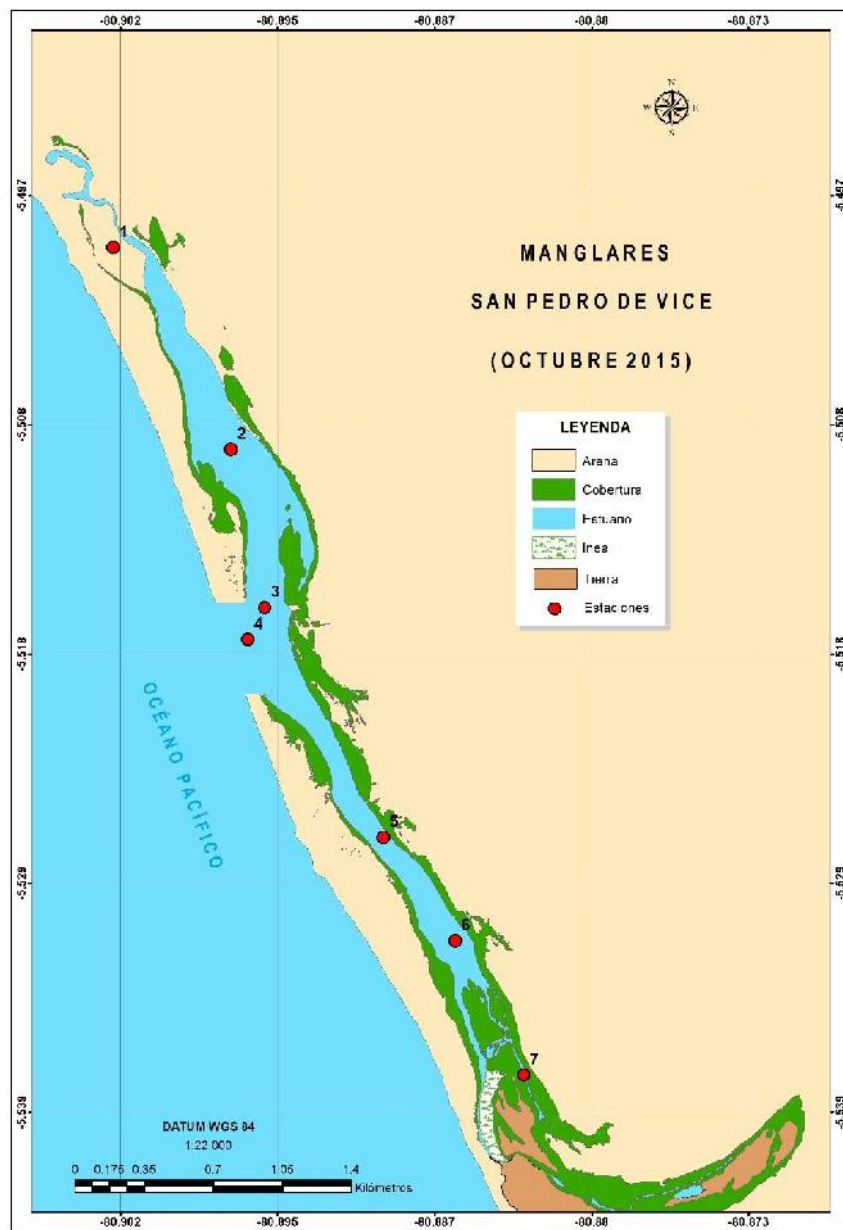 -80.902 -80.895 -80.887 -80.88 -80.873
N
W E
S
-5.497 -5.497
1
MANGLARES
SAN PEDRO DE VICE
(OCTUBRE 2015)
-5.508 -5.508
2
LEYENDA
Arena
Cobertura
Estuario
Inea
Tierra
Estaciones
3
4
-5.518 -5.518
OCÉANO PACÍFICO
5
-5.529 -5.529
6
7
-5.539 -5.539
DATUM WGS 84
1:22 000
0 0.175 0.35 0.7 1.05 1.4
Kilómetros
-80.902 -80.895 -80.887 -80.88 -80.873